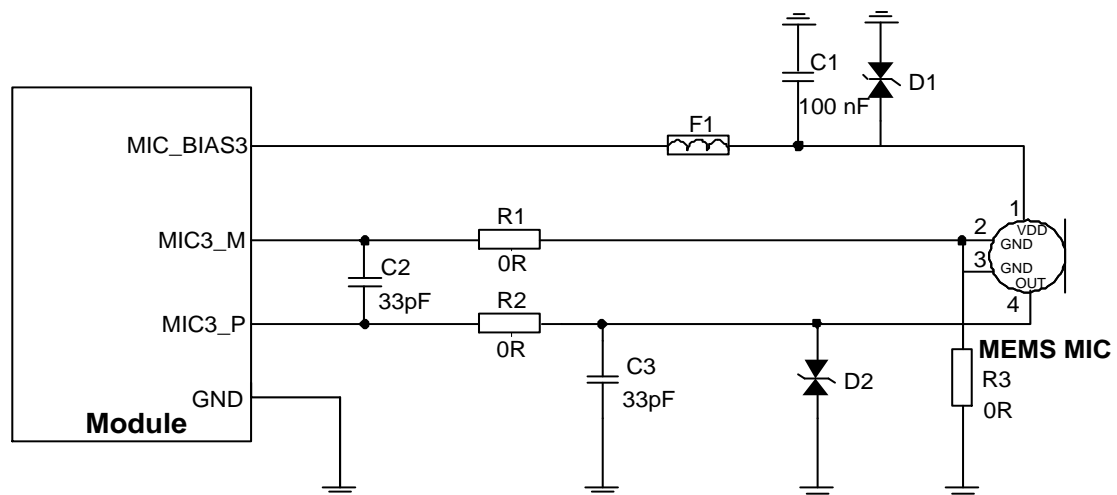 C1
100 nF
D1
F1
MIC_BIAS3
1
R1
2
VDD
MIC3_M
GND
0R
3
GND
C2
33pF
R2
OUT
4
MIC3_P
0R
MEMS MIC
C3
33pF
D2
R3
0R
GND
Module